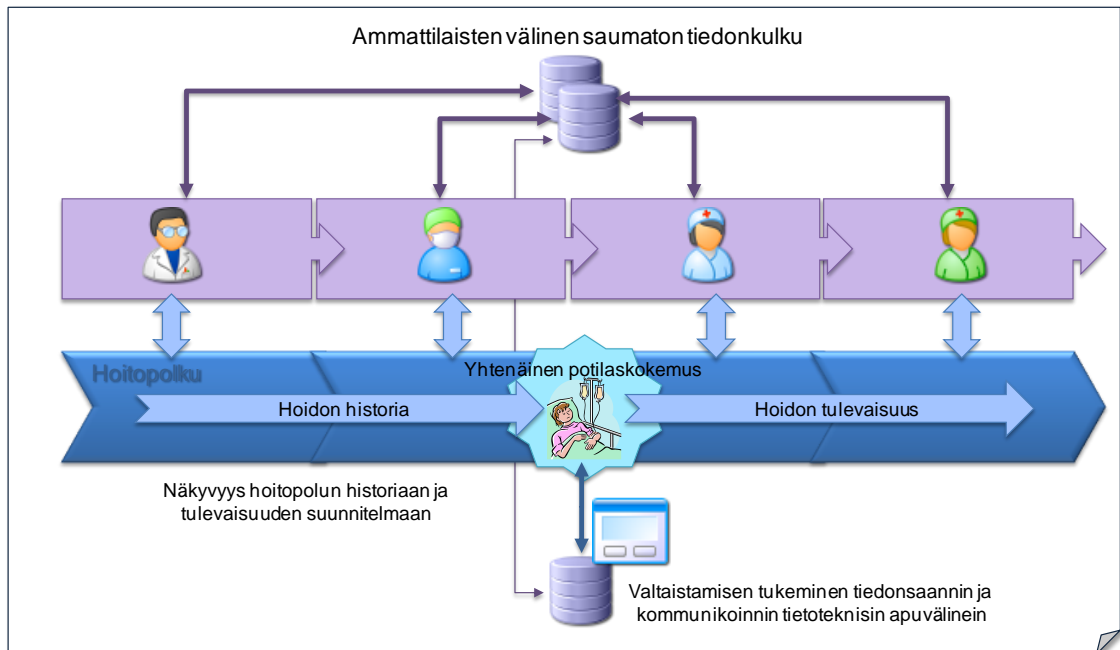 Ammattilaisten välinen saumaton tiedonkulku
Hoitopolku
Yhtenäinen potilaskokemus
Hoidon historia
Hoidon tulevaisuus
Näkyvyys hoitopolun historiaan ja
tulevaisuuden suunnitelmaan
Valtaistamisen tukeminen tiedonsaannin ja
kommunikoinnin tietoteknisin apuvälinein